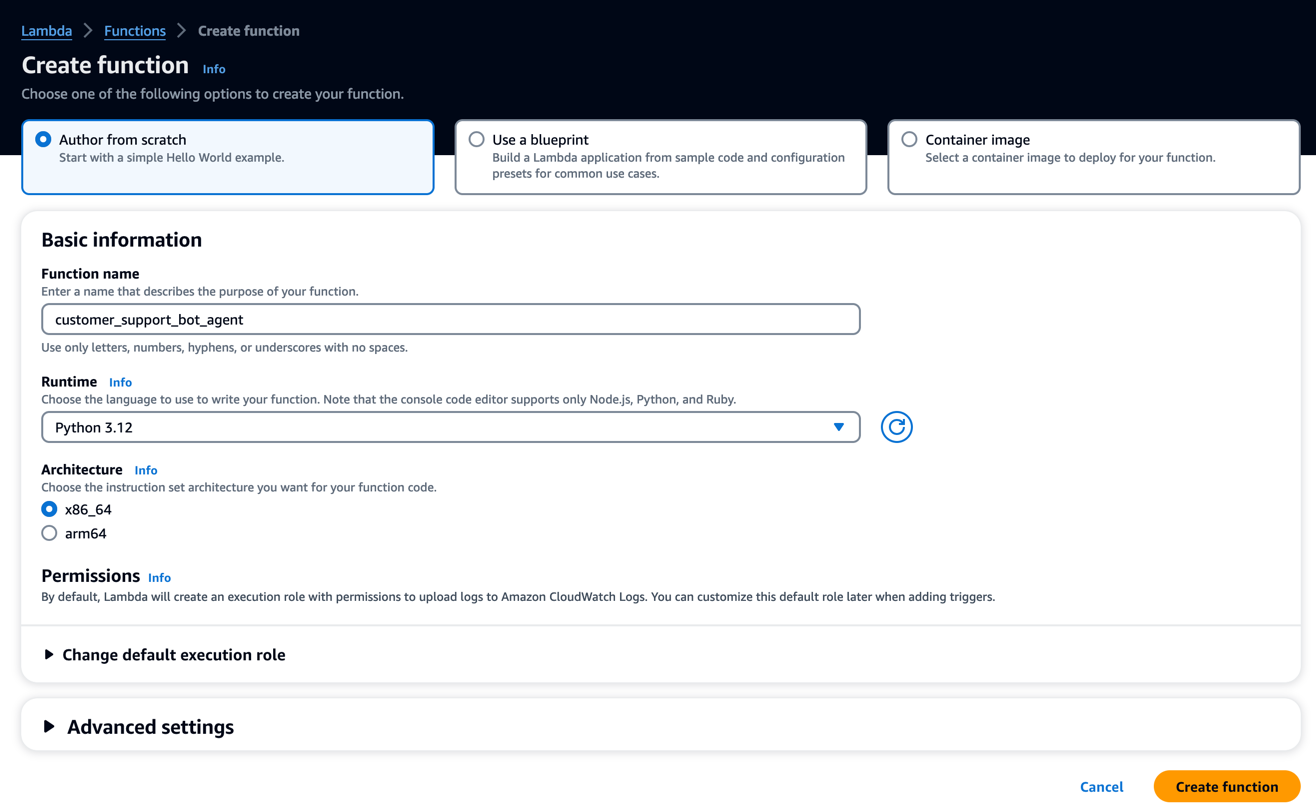 Lambda > Functions > Create function
Create function Info
Choose one of the following options to create your function.
Author from scratch
Start with a simple Hello World example.
Use a blueprint
Build a Lambda application from sample code and configuration
presets for common use cases.
Container image
Select a container image to deploy for your function.
Basic information
Function name
Enter a name that describes the purpose of your function.
customer_support_bot_agent
Use only letters, numbers, hyphens, or underscores with no spaces.
Runtime Info
Choose the language to use to write your function. Note that the console code editor supports only Node.js, Python, and Ruby.
Python 3.12
Architecture Info
Choose the instruction set architecture you want for your function code.
x86_64
arm64
Permissions Info
By default, Lambda will create an execution role with permissions to upload logs to Amazon CloudWatch Logs. You can customize this default role later when adding triggers.
Change default execution role
Advanced settings
Cancel Create function